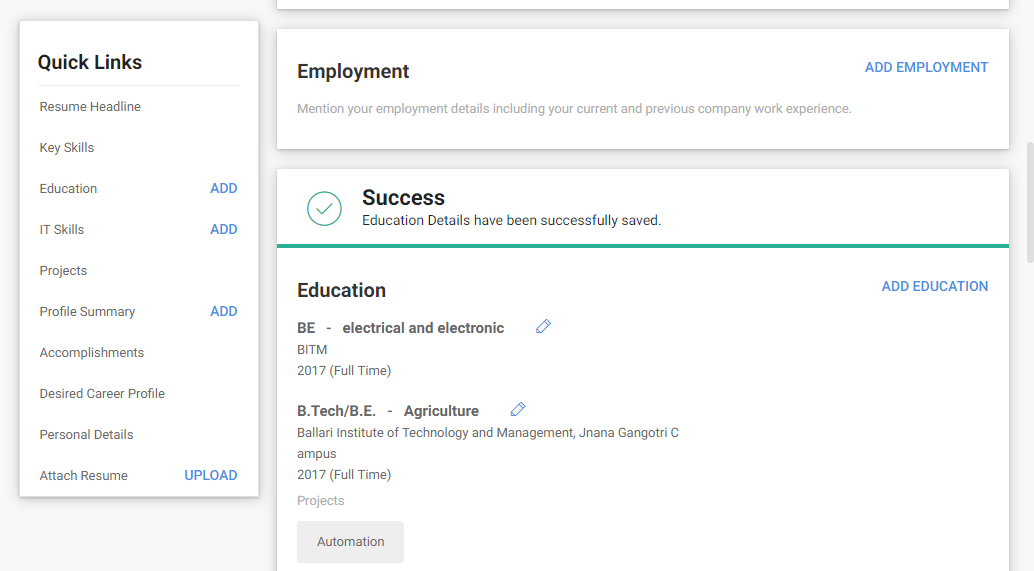 Quick Links
Resume Headline
Key Skills
Education ADD
IT Skills ADD
Projects
Profile Summary ADD
Accomplishments
Desired Career Profile
Personal Details
Attach Resume UPLOAD
Employment ADD EMPLOYMENT
Mention your employment details including your current and previous company work experience.
Success
Education Details have been successfully saved.
Education ADD EDUCATION
BE - electrical and electronic
BITM
2017 (Full Time)
B.Tech/B.E. - Agriculture
Ballari Institute of Technology and Management, Jnana Gangotri C
ampus
2017 (Full Time)
Projects
Automation